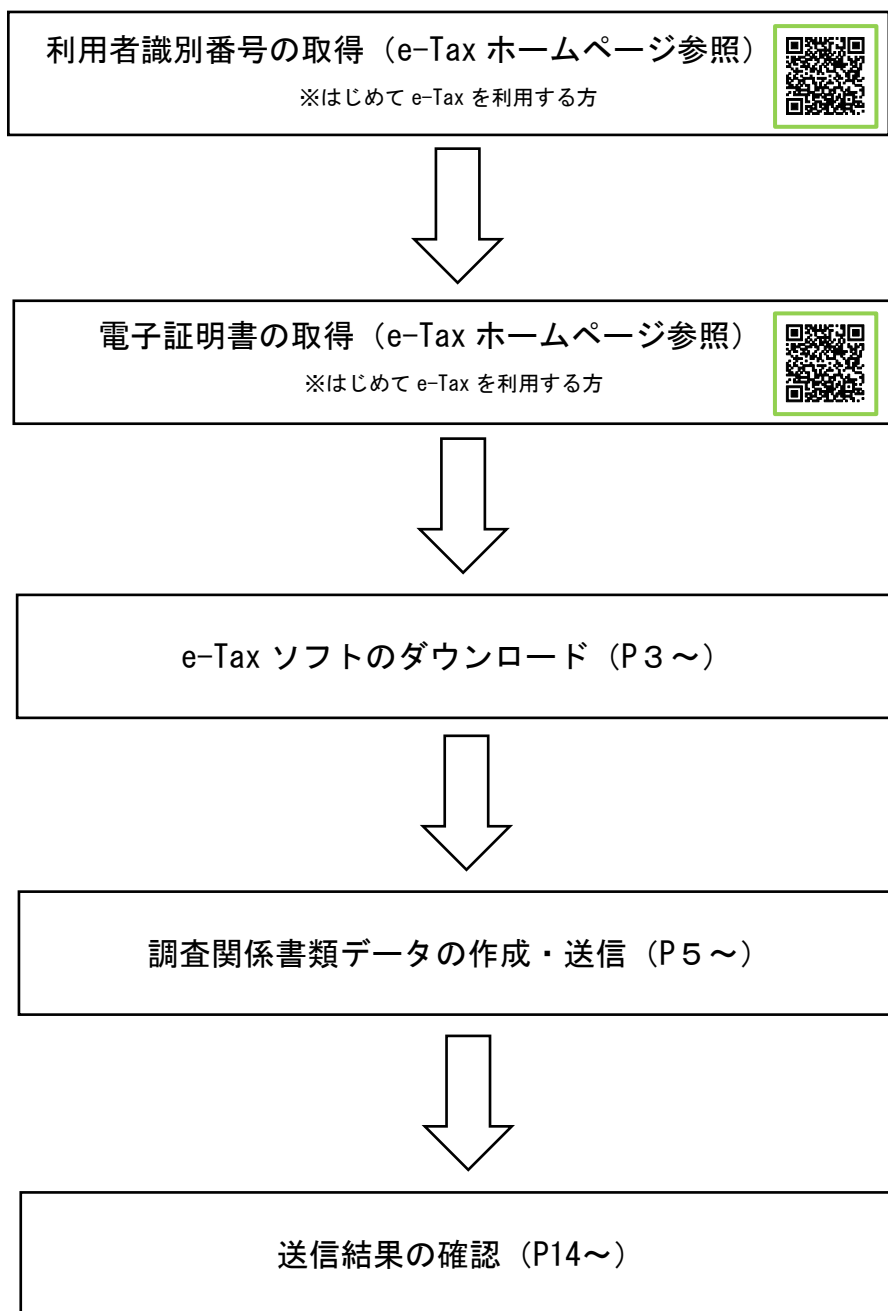 利用者識別番号の取得（e-Tax ホームページ参照）
※はじめて e-Tax を利用する方
電子証明書の取得（e-Tax ホームページ参照）
※はじめて e-Tax を利用する方
e-Tax ソフトのダウンロード（P３～）
調査関係書類データの作成・送信（P５～）
送信結果の確認（P14～）